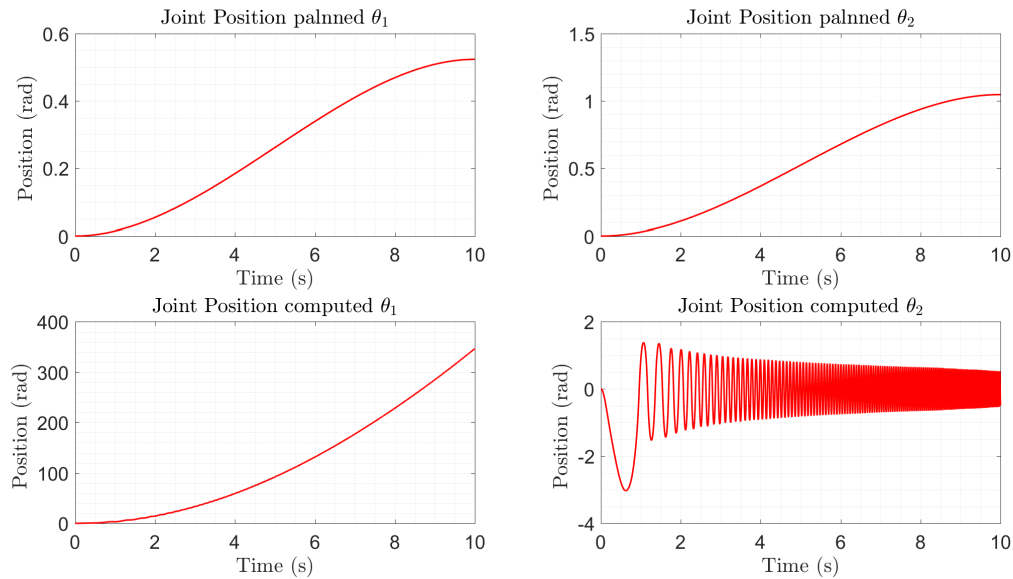 Joint Position palnned θ₁
Position (rad)
0.6
0.4
0.2
0
0 2 4 6 8 10
Time (s)
Joint Position palnned θ₂
Position (rad)
1.5
1
0.5
0
0 2 4 6 8 10
Time (s)
Joint Position computed θ₁
Position (rad)
400
300
200
100
0
0 2 4 6 8 10
Time (s)
Joint Position computed θ₂
Position (rad)
2
0
-2
-4
0 2 4 6 8 10
Time (s)